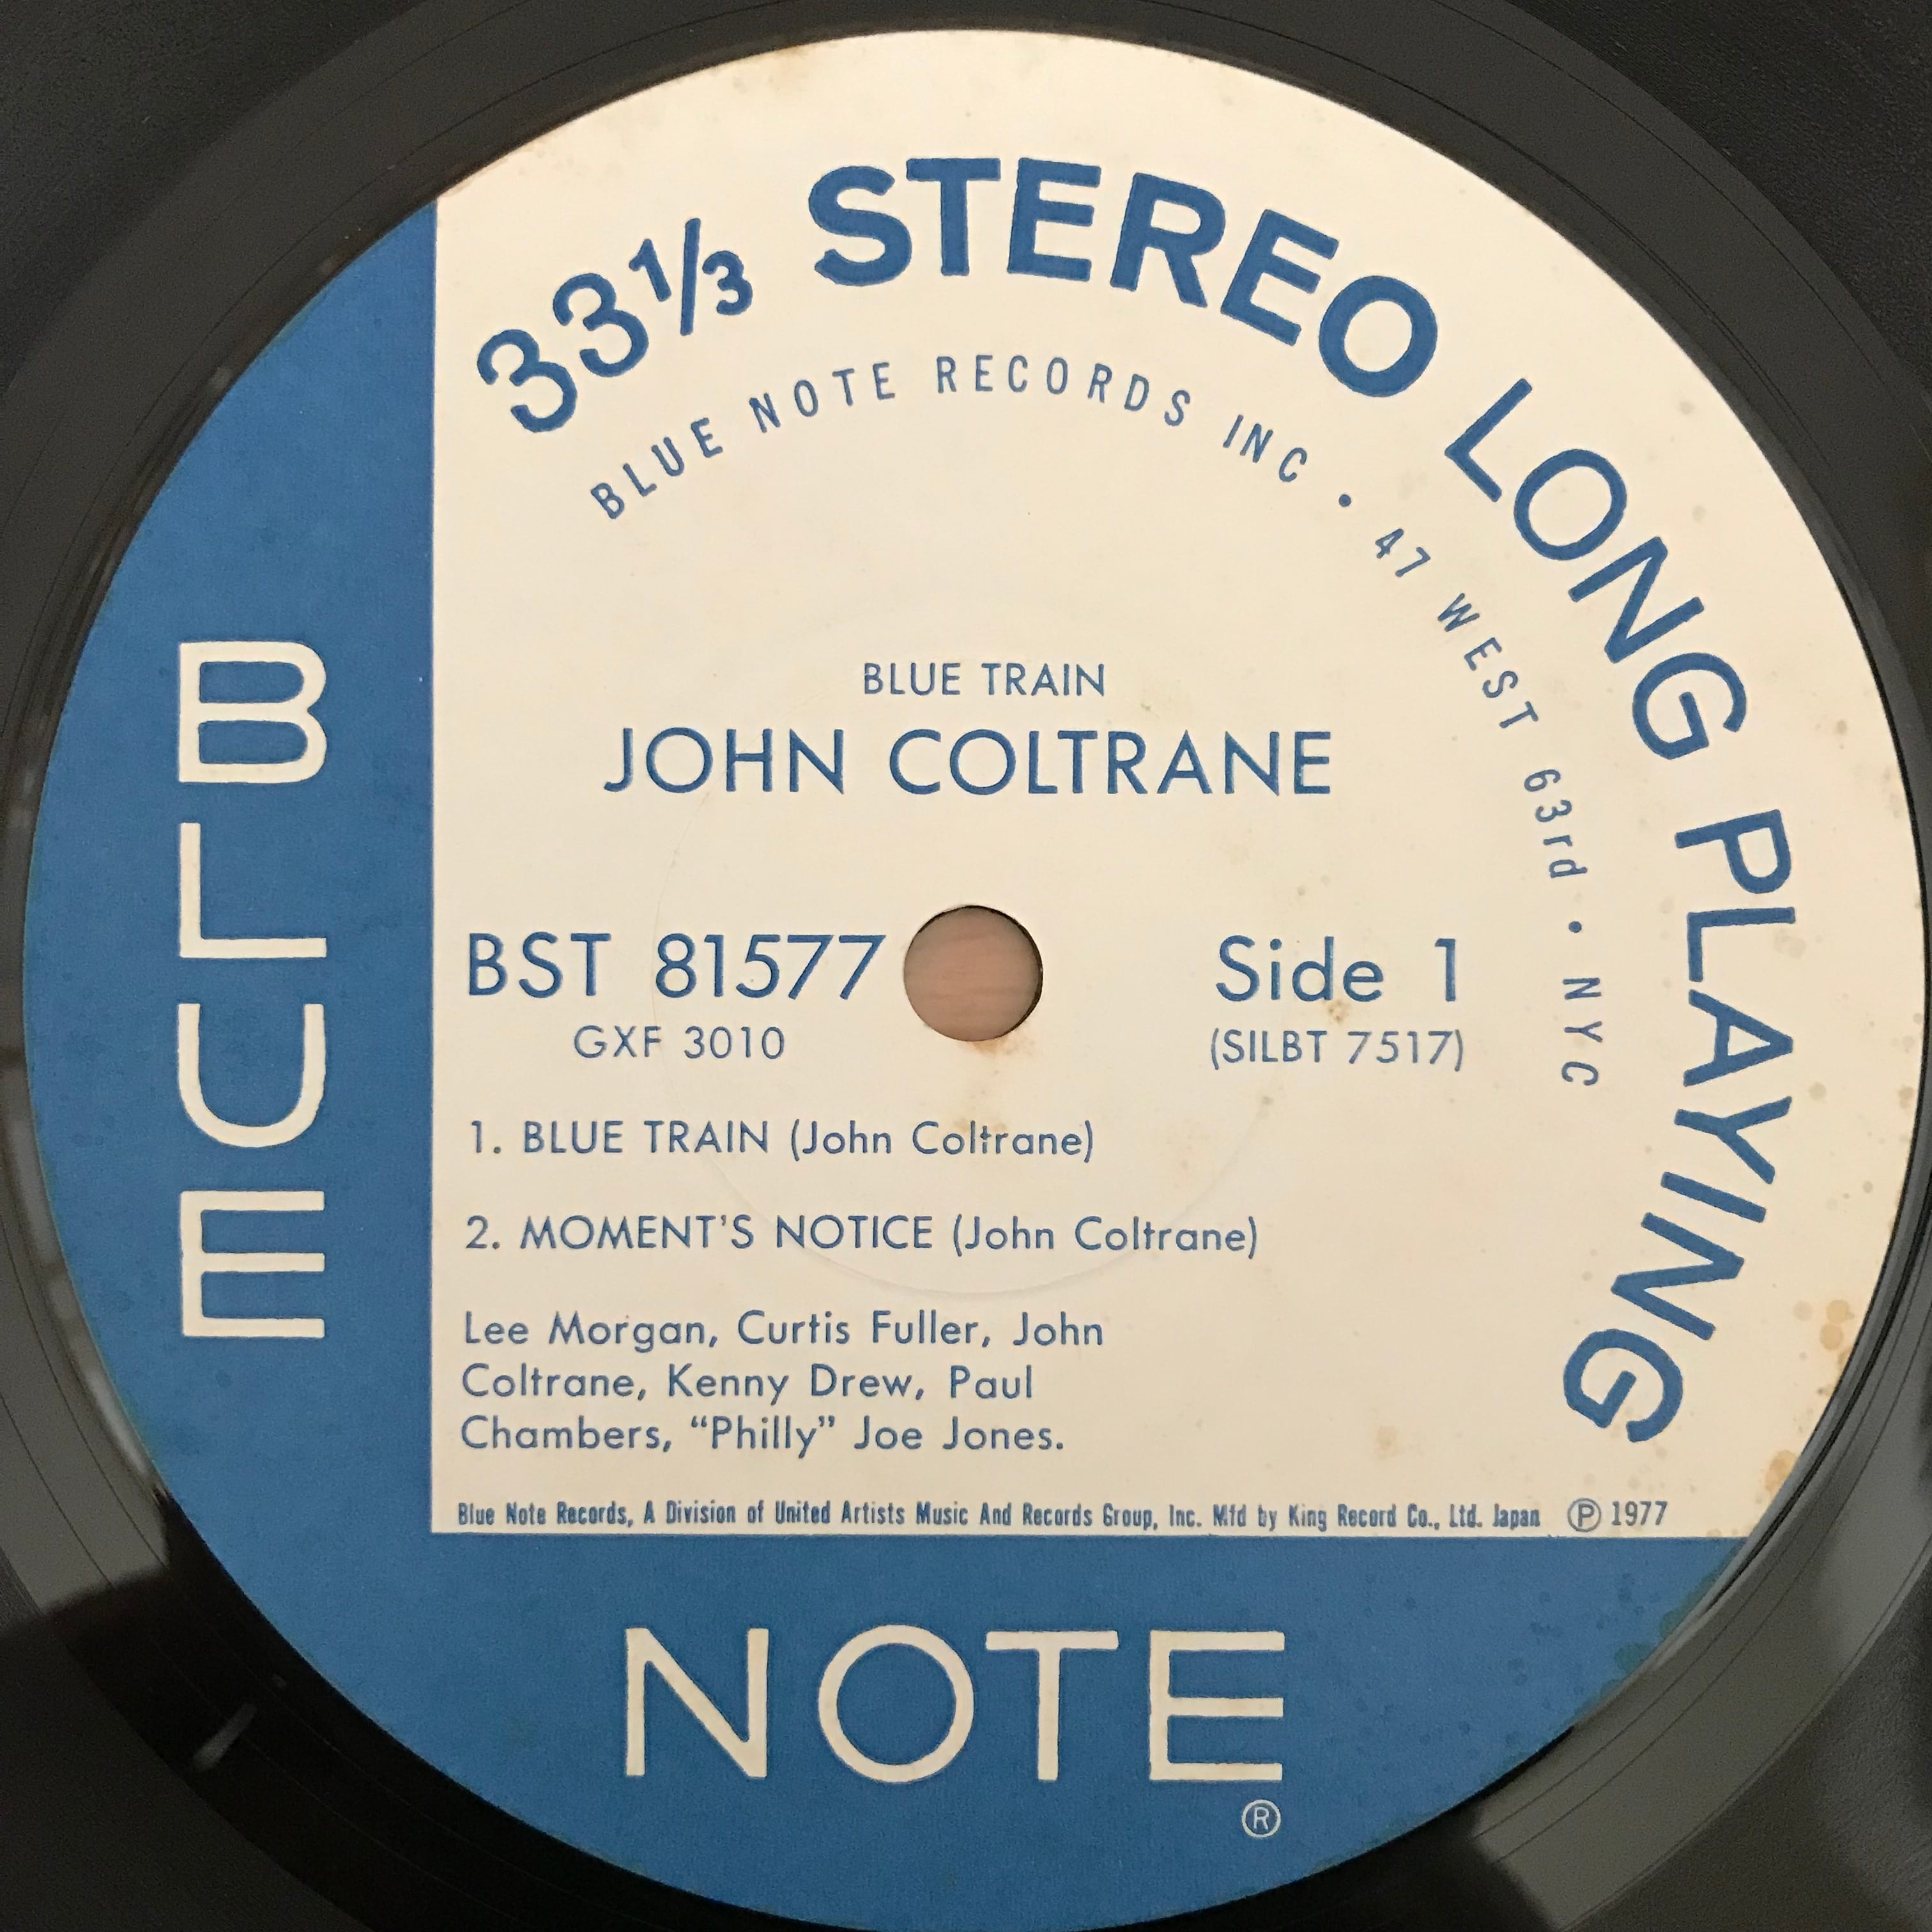 33⅓ STEREO LONG PLAYING
BLUE NOTE RECORDS INC • 47 WEST 63rd • NYC
BLUE TRAIN
JOHN COLTRANE
BST 81577
GXF 3010
Side 1
(SILBT 7517)
1. BLUE TRAIN (John Coltrane)
2. MOMENT'S NOTICE (John Coltrane)
Lee Morgan, Curtis Fuller, John
Coltrane, Kenny Drew, Paul
Chambers, “Philly” Joe Jones.
Blue Note Records, A Division of United Artists Music And Records Group, Inc. Mfd by King Record Co., Ltd. Japan Ⓟ 1977
BLUE
NOTE
®